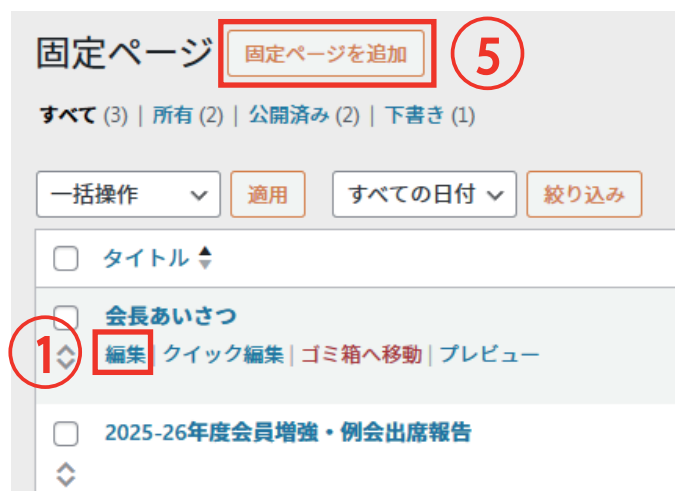 固定ページ 固定ページを追加 ⑤
すべて (3) | 所有 (2) | 公開済み (2) | 下書き (1)
一括操作 適用 すべての日付 絞り込み
タイトル
会長あいさつ
① 編集 | クイック編集 | ゴミ箱へ移動 | プレビュー
2025-26年度会員増強・例会出席報告